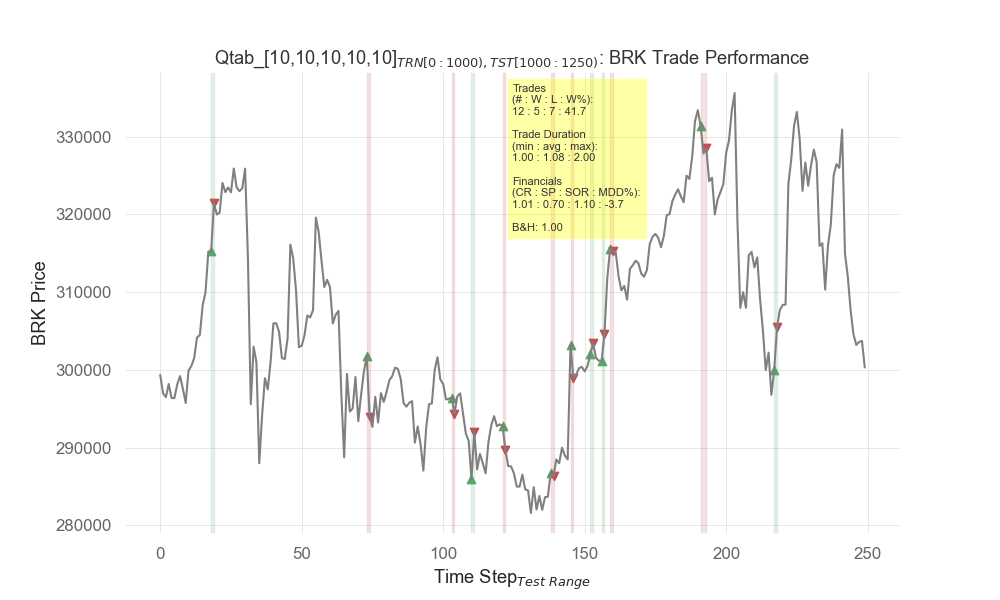 Qtab_[10,10,10,10,10]TRN[0 : 1000), TST[1000 : 1250): BRK Trade Performance
Trades
(# : W : L : W%):
12 : 5 : 7 : 41.7
Trade Duration
(min : avg : max):
1.00 : 1.08 : 2.00
Financials
(CR : SP : SOR : MDD%):
1.01 : 0.70 : 1.10 : -3.7
B&H: 1.00
BRK Price
330000
320000
310000
300000
290000
280000
0 50 100 150 200 250
Time StepTest Range